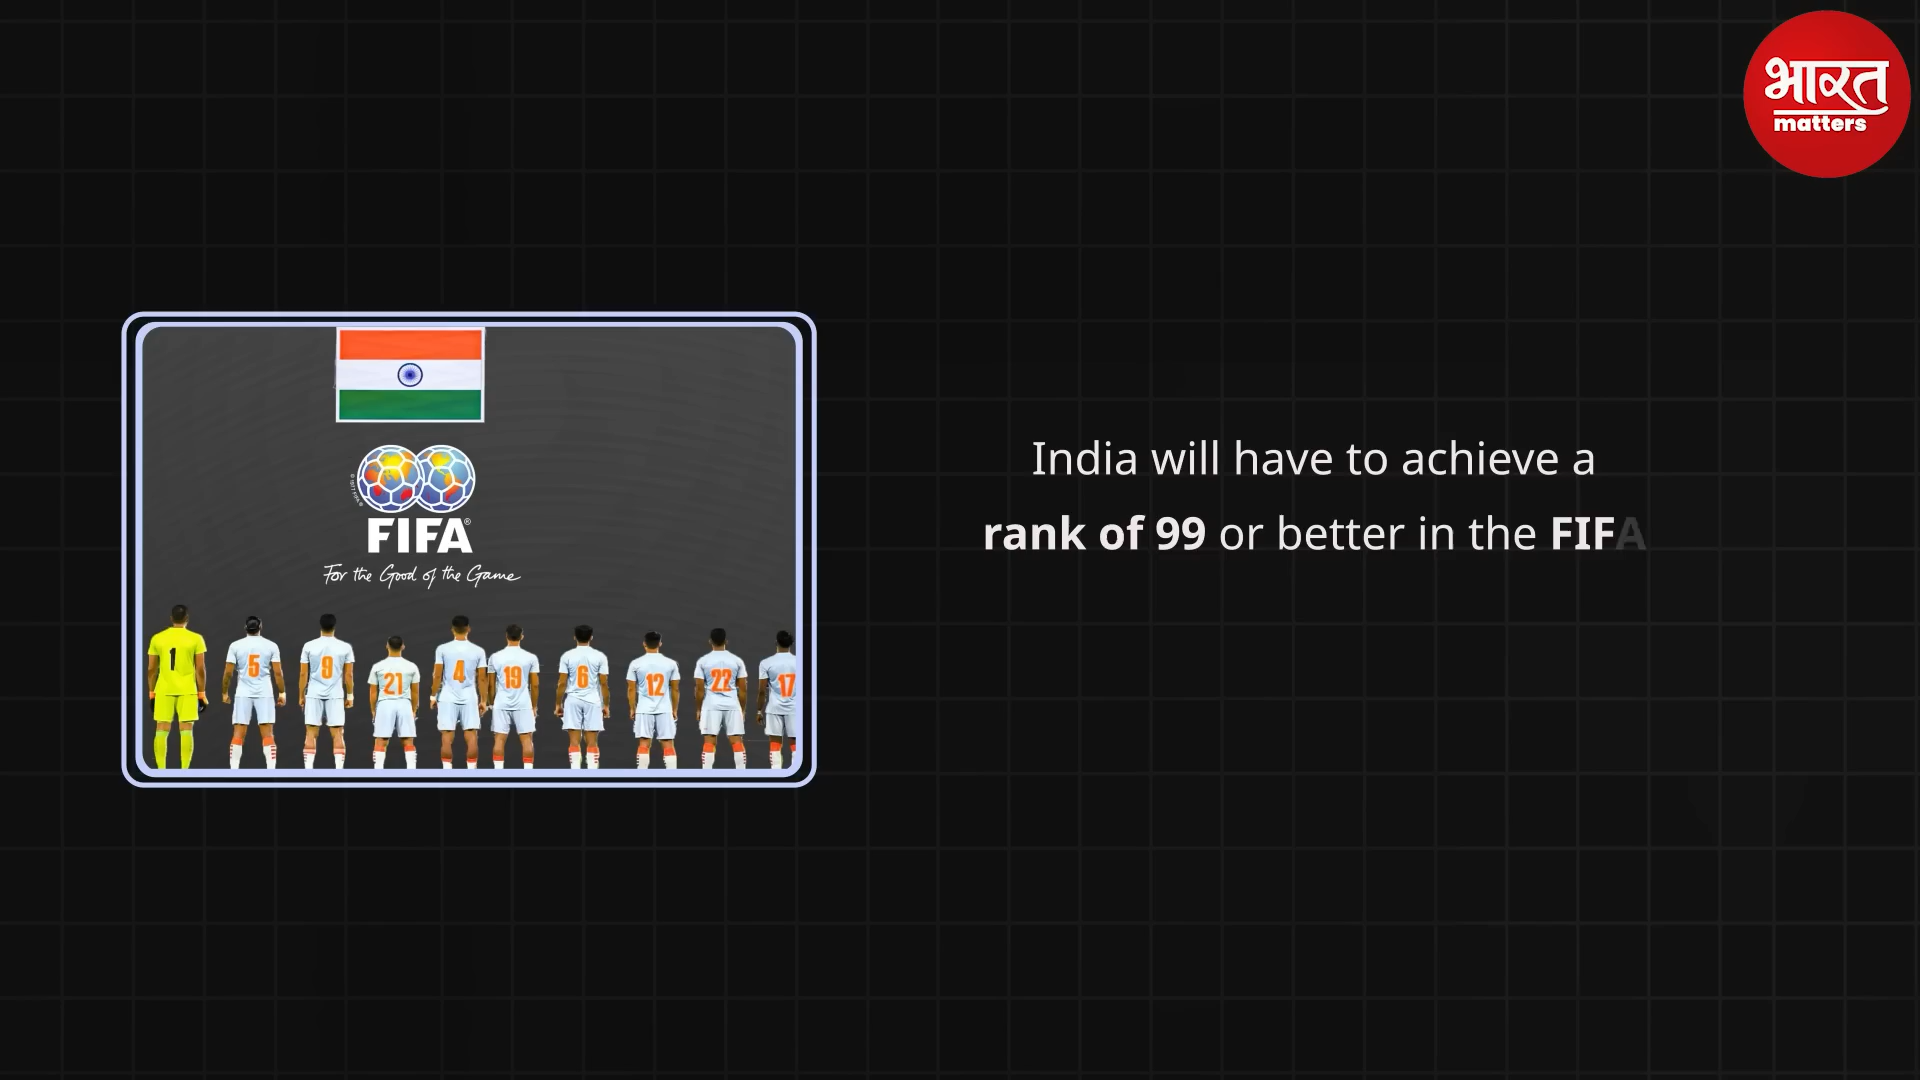 भारत
matters
FIFA®
For the Good of the Game
1 5 9 21 4 19 6 12 22 17
India will have to achieve a
rank of 99 or better in the FIFA